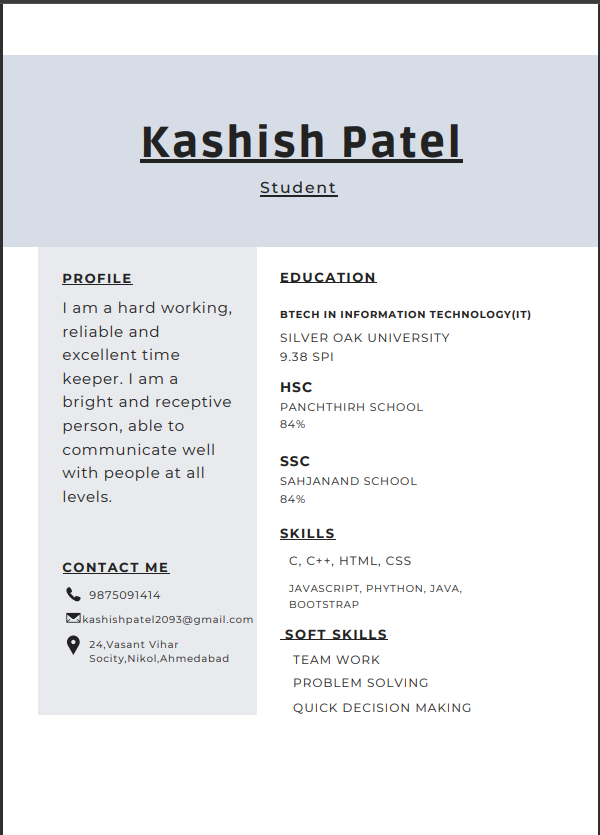 Kashish Patel
Student
PROFILE
I am a hard working,
reliable and
excellent time
keeper. I am a
bright and receptive
person, able to
communicate well
with people at all
levels.
CONTACT ME
9875091414
kashishpatel2093@gmail.com
24,Vasant Vihar
Socity,Nikol,Ahmedabad
EDUCATION
BTECH IN INFORMATION TECHNOLOGY(IT)
SILVER OAK UNIVERSITY
9.38 SPI
HSC
PANCHTHIRH SCHOOL
84%
SSC
SAHJANAND SCHOOL
84%
SKILLS
C, C++, HTML, CSS
JAVASCRIPT, PHYTHON, JAVA,
BOOTSTRAP
SOFT SKILLS
TEAM WORK
PROBLEM SOLVING
QUICK DECISION MAKING